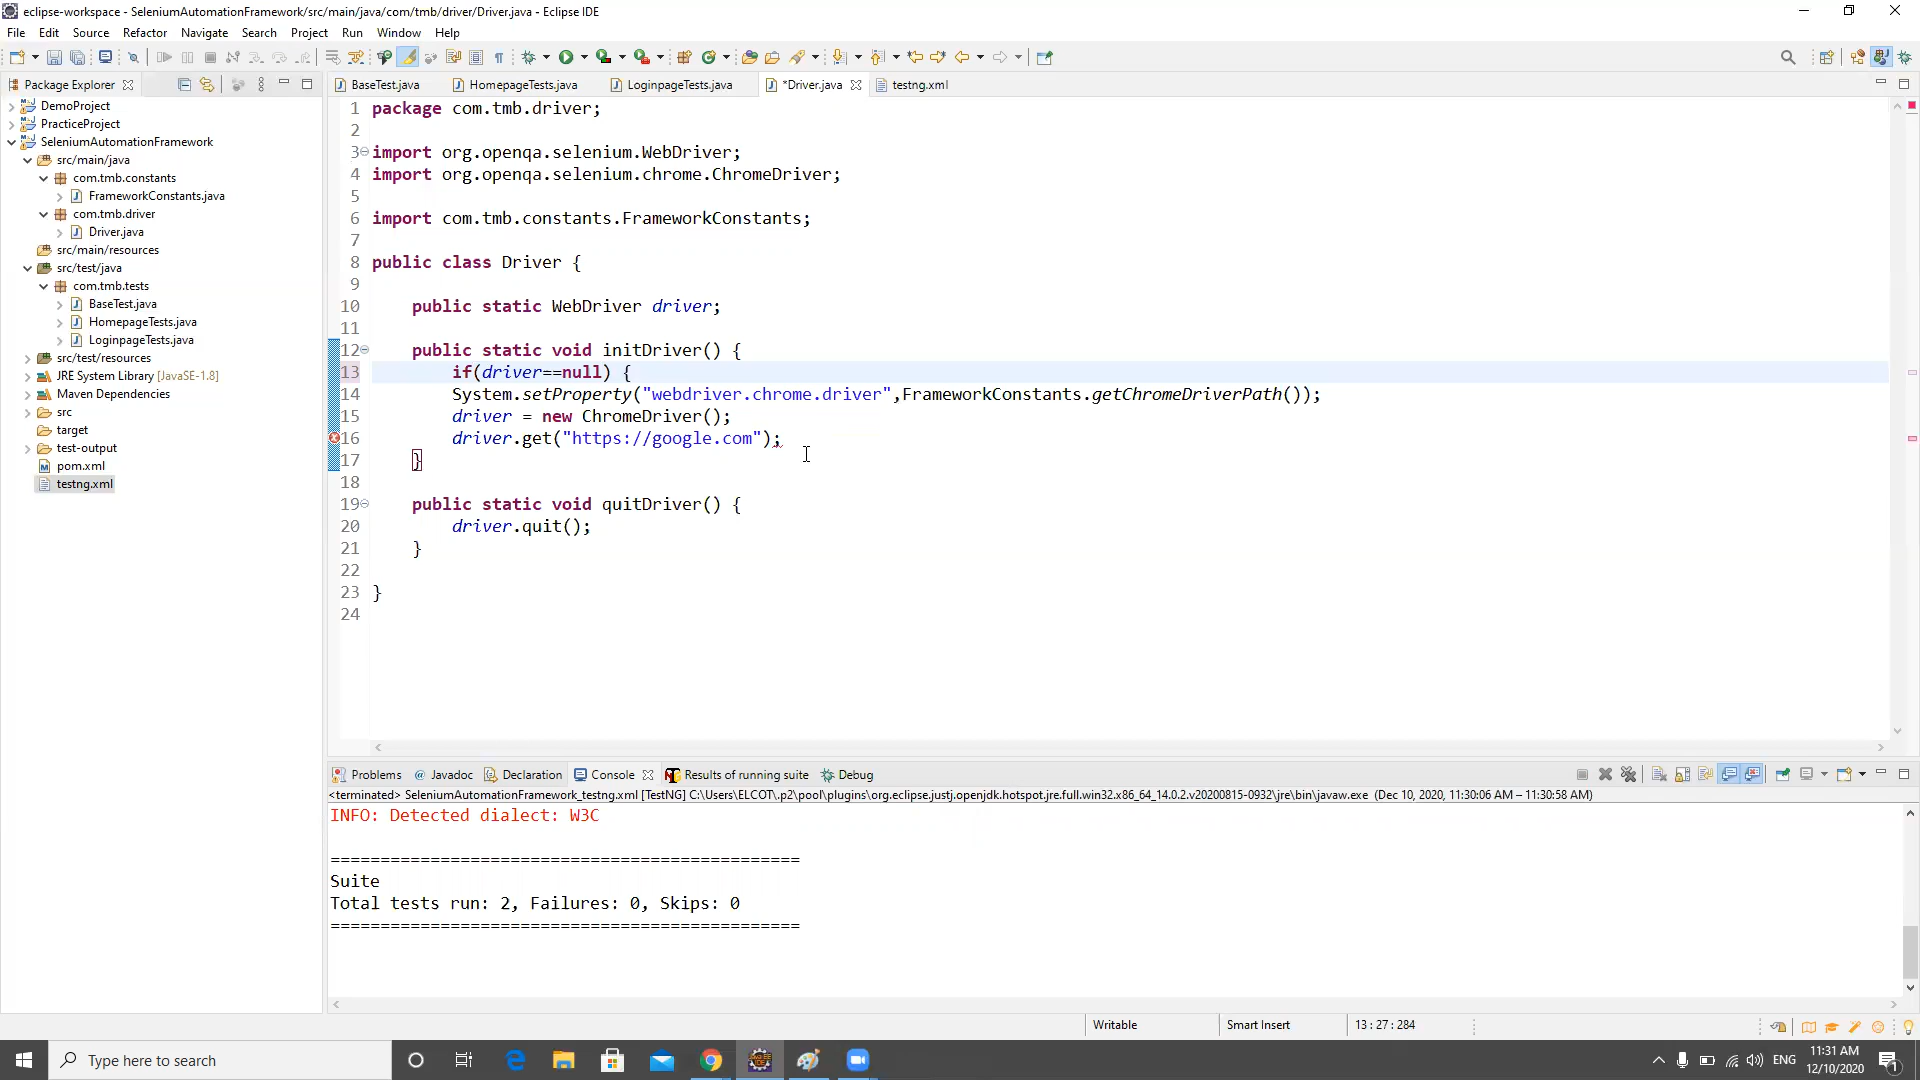 eclipse-workspace - SeleniumAutomationFramework/src/main/java/com/tmb/driver/Driver.java - Eclipse IDE
File Edit Source Refactor Navigate Search Project Run Window Help
Package Explorer
DemoProject
PracticeProject
SeleniumAutomationFramework
src/main/java
com.tmb.constants
FrameworkConstants.java
com.tmb.driver
Driver.java
src/main/resources
src/test/java
com.tmb.tests
BaseTest.java
HomepageTests.java
LoginpageTests.java
src/test/resources
JRE System Library [JavaSE-1.8]
Maven Dependencies
src
target
test-output
pom.xml
testng.xml
BaseTest.java HomepageTests.java LoginpageTests.java *Driver.java testng.xml
1 package com.tmb.driver;
2
3 import org.openqa.selenium.WebDriver;
4 import org.openqa.selenium.chrome.ChromeDriver;
5
6 import com.tmb.constants.FrameworkConstants;
7
8 public class Driver {
9
10 public static WebDriver driver;
11
12 public static void initDriver() {
13 if(driver==null) {
14 System.setProperty("webdriver.chrome.driver",FrameworkConstants.getChromeDriverPath());
15 driver = new ChromeDriver();
16 driver.get("https://google.com");
17 }
18
19 public static void quitDriver() {
20 driver.quit();
21 }
22
23 }
24
Problems Javadoc Declaration Console Results of running suite Debug
<terminated> SeleniumAutomationFramework_testng.xml [TestNG] C:\Users\ELCOT\.p2\pool\plugins\org.eclipse.justj.openjdk.hotspot.jre.full.win32.x86_64_14.0.2.v20200815-0932\jre\bin\javaw.exe (Dec 10, 2020, 11:30:06 AM – 11:30:58 AM)
INFO: Detected dialect: W3C
===============================================
Suite
Total tests run: 2, Failures: 0, Skips: 0
===============================================
Writable Smart Insert 13 : 27 : 284
Type here to search
ENG
11:31 AM
12/10/2020
1